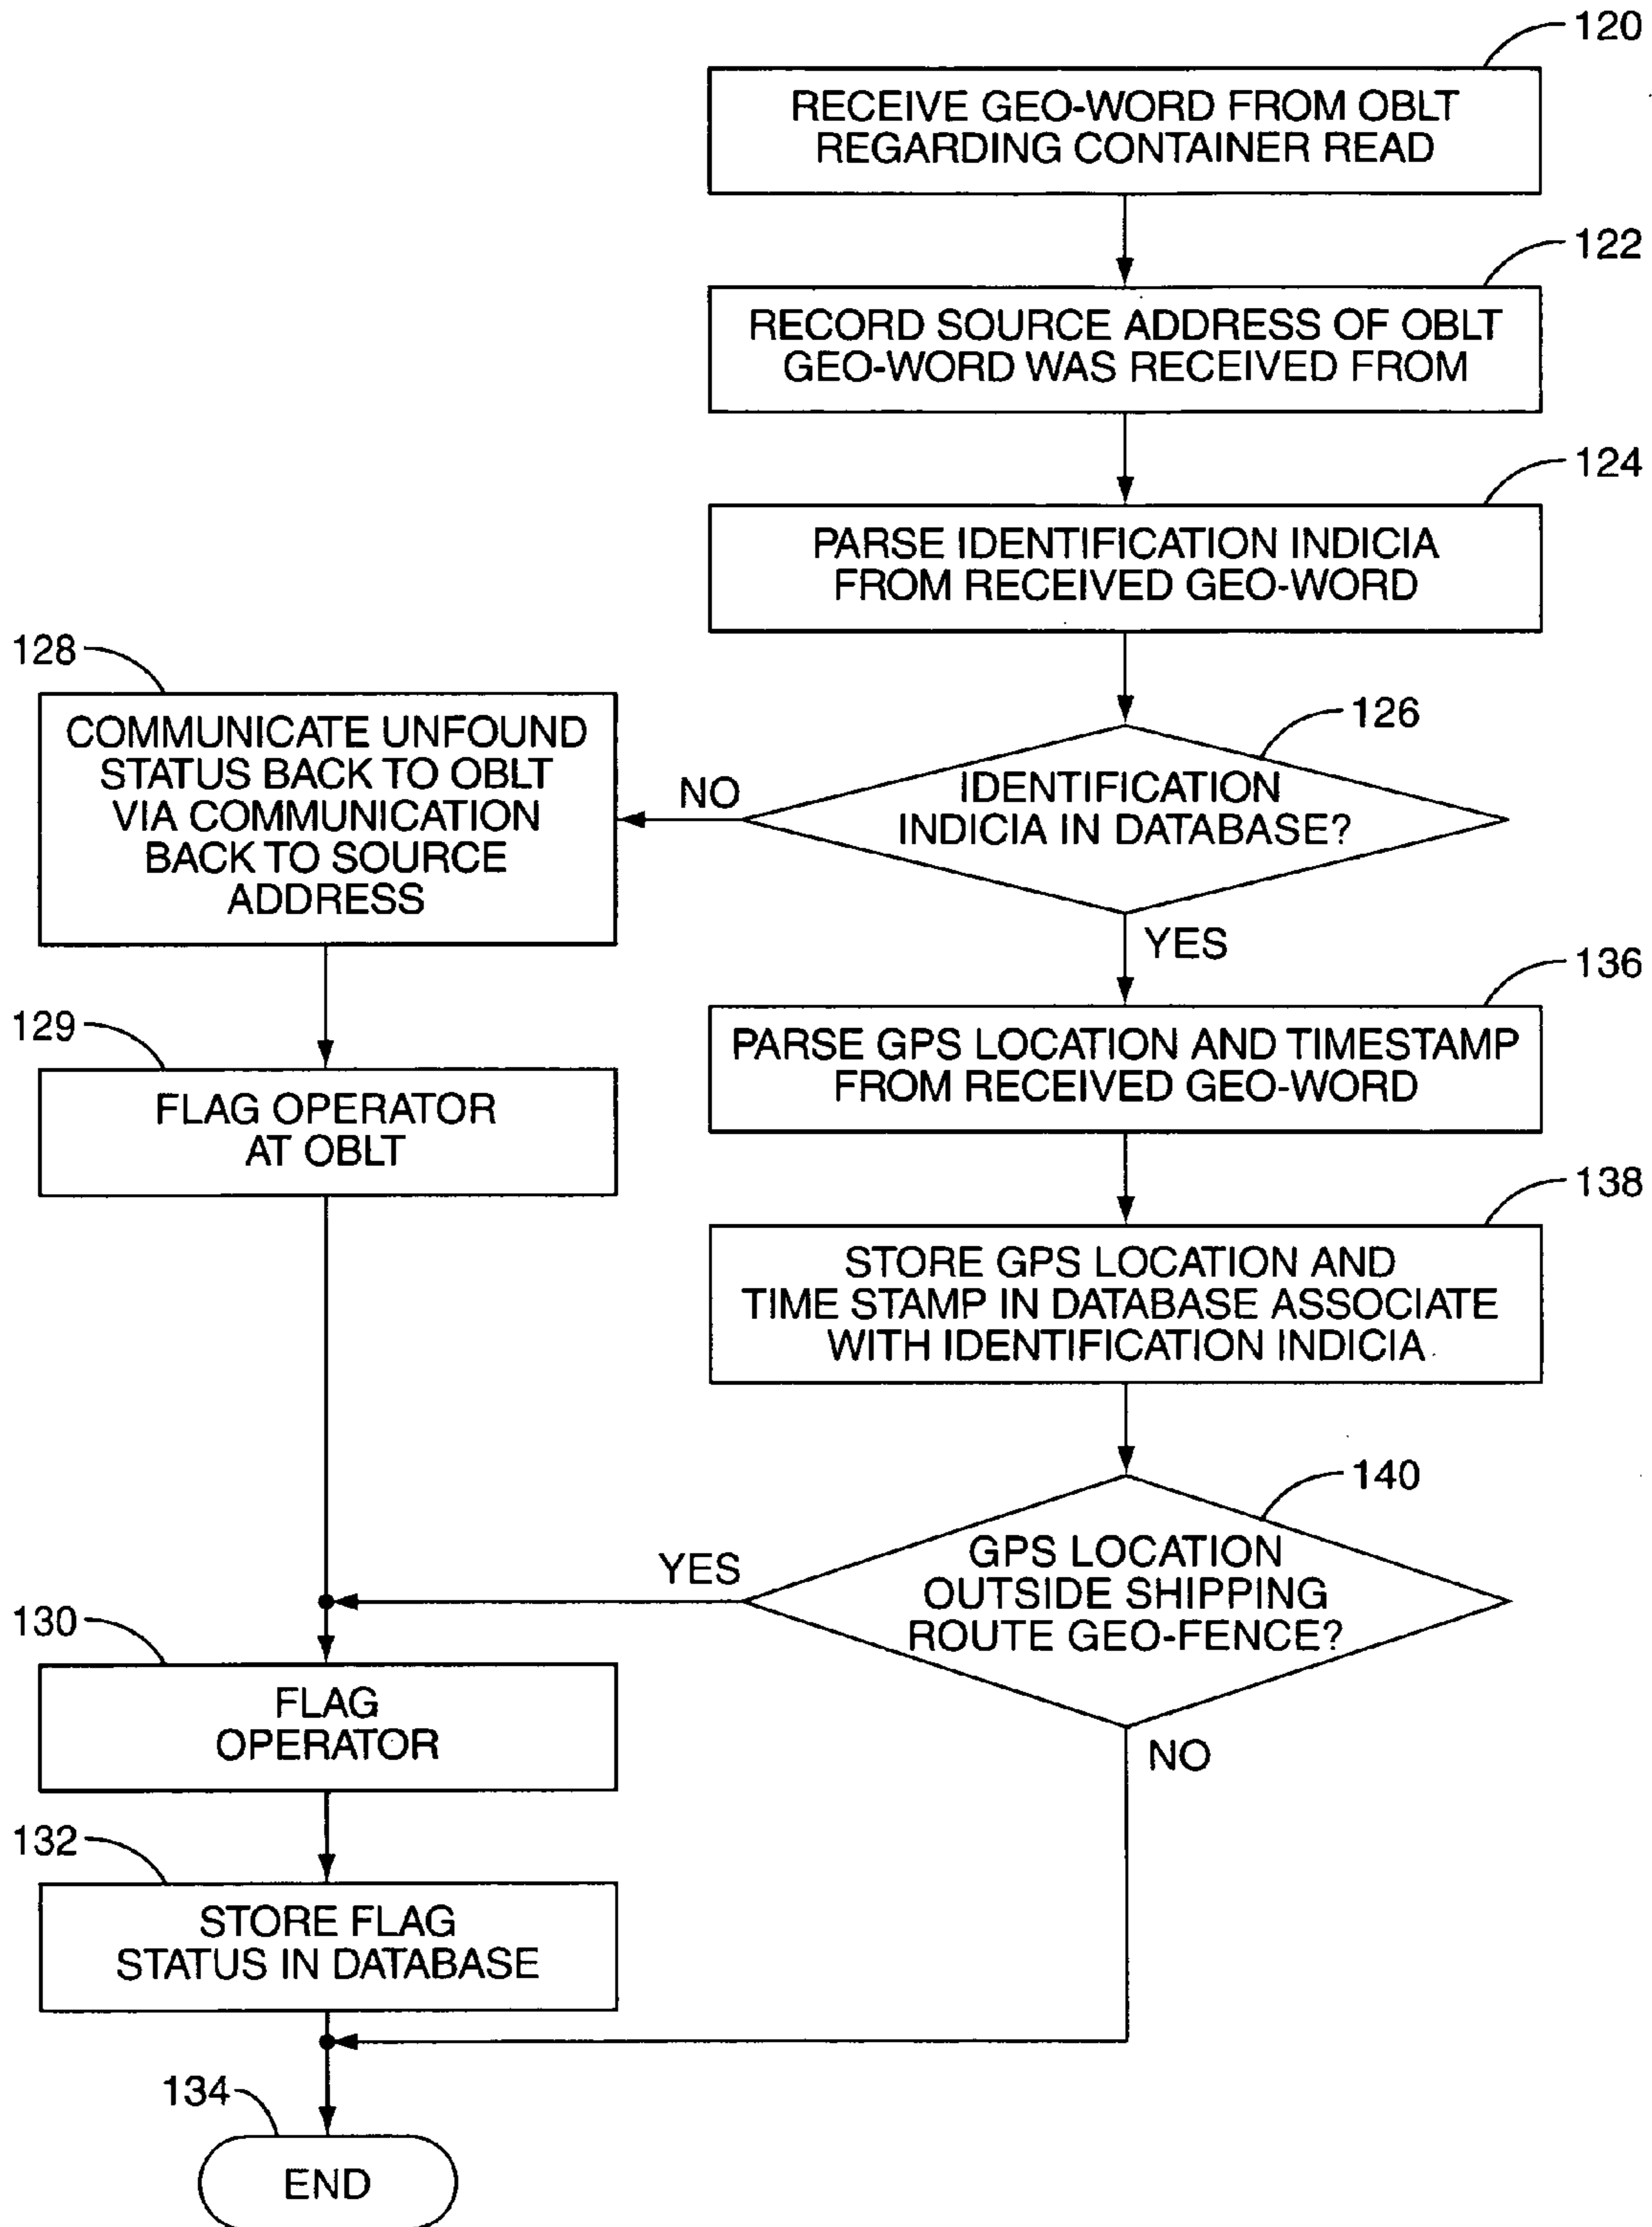 120
RECEIVE GEO-WORD FROM OBLT
REGARDING CONTAINER READ
122
RECORD SOURCE ADDRESS OF OBLT
GEO-WORD WAS RECEIVED FROM
124
PARSE IDENTIFICATION INDICIA
FROM RECEIVED GEO-WORD
126
IDENTIFICATION
INDICIA IN DATABASE?
NO
YES
128
COMMUNICATE UNFOUND
STATUS BACK TO OBLT
VIA COMMUNICATION
BACK TO SOURCE
ADDRESS
129
FLAG OPERATOR
AT OBLT
136
PARSE GPS LOCATION AND TIMESTAMP
FROM RECEIVED GEO-WORD
138
STORE GPS LOCATION AND
TIME STAMP IN DATABASE ASSOCIATE
WITH IDENTIFICATION INDICIA
140
GPS LOCATION
OUTSIDE SHIPPING
ROUTE GEO-FENCE?
YES
NO
130
FLAG
OPERATOR
132
STORE FLAG
STATUS IN DATABASE
134
END